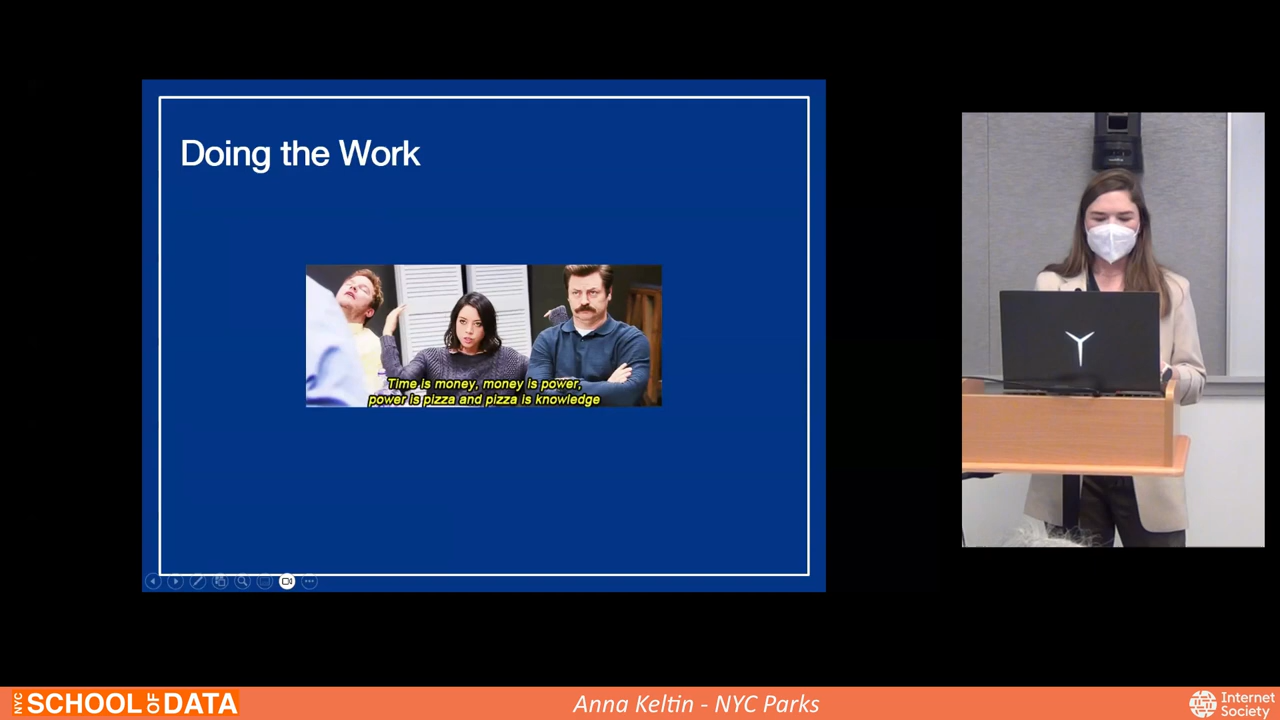 Doing the Work
Time is money, money is power,
power is pizza and pizza is knowledge
NYC SCHOOL OF DATA
Anna Keltin - NYC Parks
Internet
Society